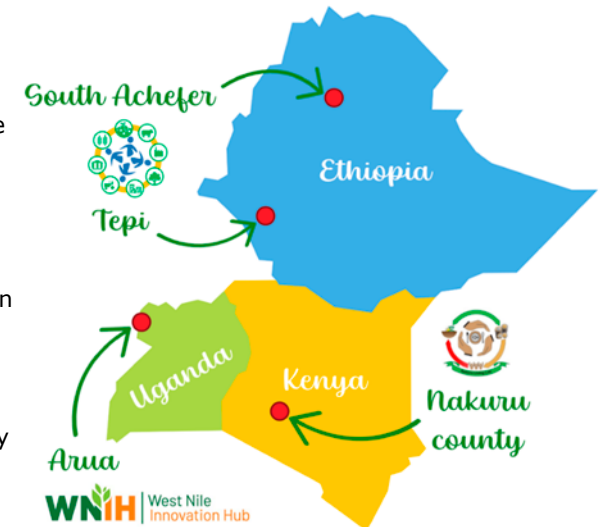 South Achefer
Ethiopia
Tepi
Uganda
Kenya
Nakuru
county
Arua
WNIH
West Nile
Innovation Hub